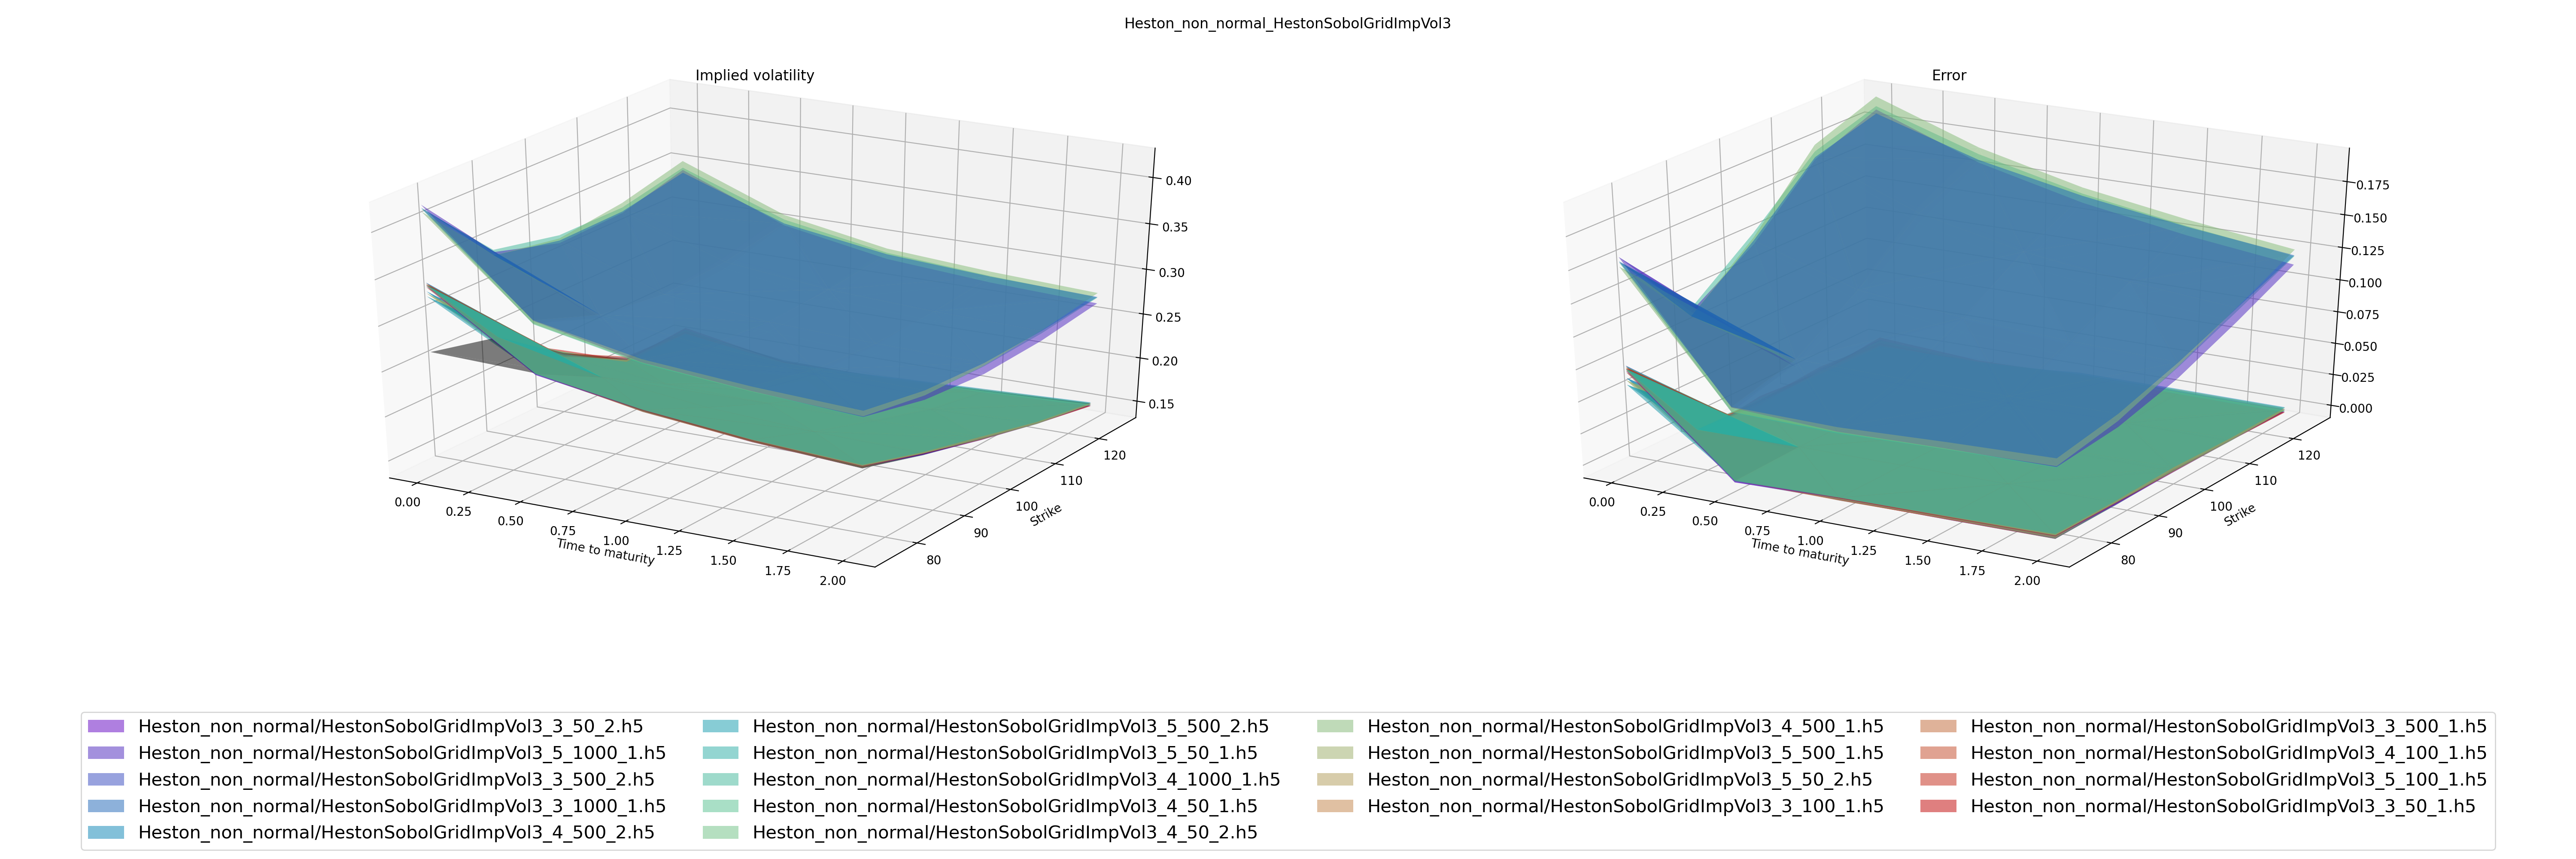 Heston_non_normal_HestonSobolGridImpVol3
Implied volatility
0.40
0.35
0.30
0.25
0.20
0.15
0.00
0.25
0.50
0.75
1.00
1.25
1.50
1.75
2.00
Time to maturity
80
90
100
110
120
Strike
Error
0.175
0.150
0.125
0.100
0.075
0.050
0.025
0.000
0.00
0.25
0.50
0.75
1.00
1.25
1.50
1.75
2.00
Time to maturity
80
90
100
110
120
Strike
Heston_non_normal/HestonSobolGridImpVol3_3_50_2.h5
Heston_non_normal/HestonSobolGridImpVol3_5_1000_1.h5
Heston_non_normal/HestonSobolGridImpVol3_3_500_2.h5
Heston_non_normal/HestonSobolGridImpVol3_3_1000_1.h5
Heston_non_normal/HestonSobolGridImpVol3_4_500_2.h5
Heston_non_normal/HestonSobolGridImpVol3_5_500_2.h5
Heston_non_normal/HestonSobolGridImpVol3_5_50_1.h5
Heston_non_normal/HestonSobolGridImpVol3_4_1000_1.h5
Heston_non_normal/HestonSobolGridImpVol3_4_50_1.h5
Heston_non_normal/HestonSobolGridImpVol3_4_50_2.h5
Heston_non_normal/HestonSobolGridImpVol3_4_500_1.h5
Heston_non_normal/HestonSobolGridImpVol3_5_500_1.h5
Heston_non_normal/HestonSobolGridImpVol3_5_50_2.h5
Heston_non_normal/HestonSobolGridImpVol3_3_100_1.h5
Heston_non_normal/HestonSobolGridImpVol3_3_500_1.h5
Heston_non_normal/HestonSobolGridImpVol3_4_100_1.h5
Heston_non_normal/HestonSobolGridImpVol3_5_100_1.h5
Heston_non_normal/HestonSobolGridImpVol3_3_50_1.h5